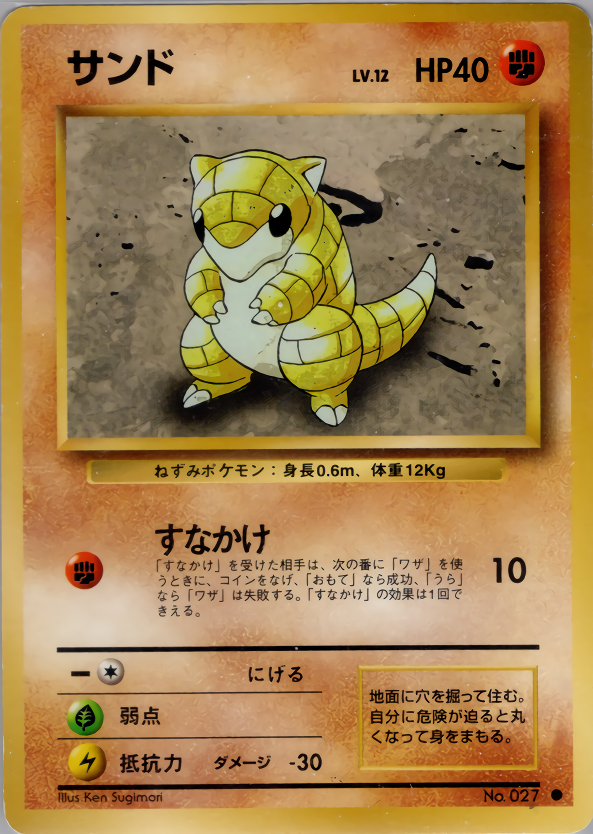 サンド LV.12 HP40
ねずみポケモン：身長0.6m、体重12Kg
すなかけ 10
「すなかけ」を受けた相手は、次の番に「ワザ」を使
うときに、コインをなげ、「おもて」なら成功、「うら」
なら「ワザ」は失敗する。「すなかけ」の効果は1回で
きえる。
− にげる
弱点
抵抗力 ダメージ -30
地面に穴を掘って住む。
自分に危険が迫ると丸
くなって身をまもる。
Illus. Ken Sugimori No. 027 ●